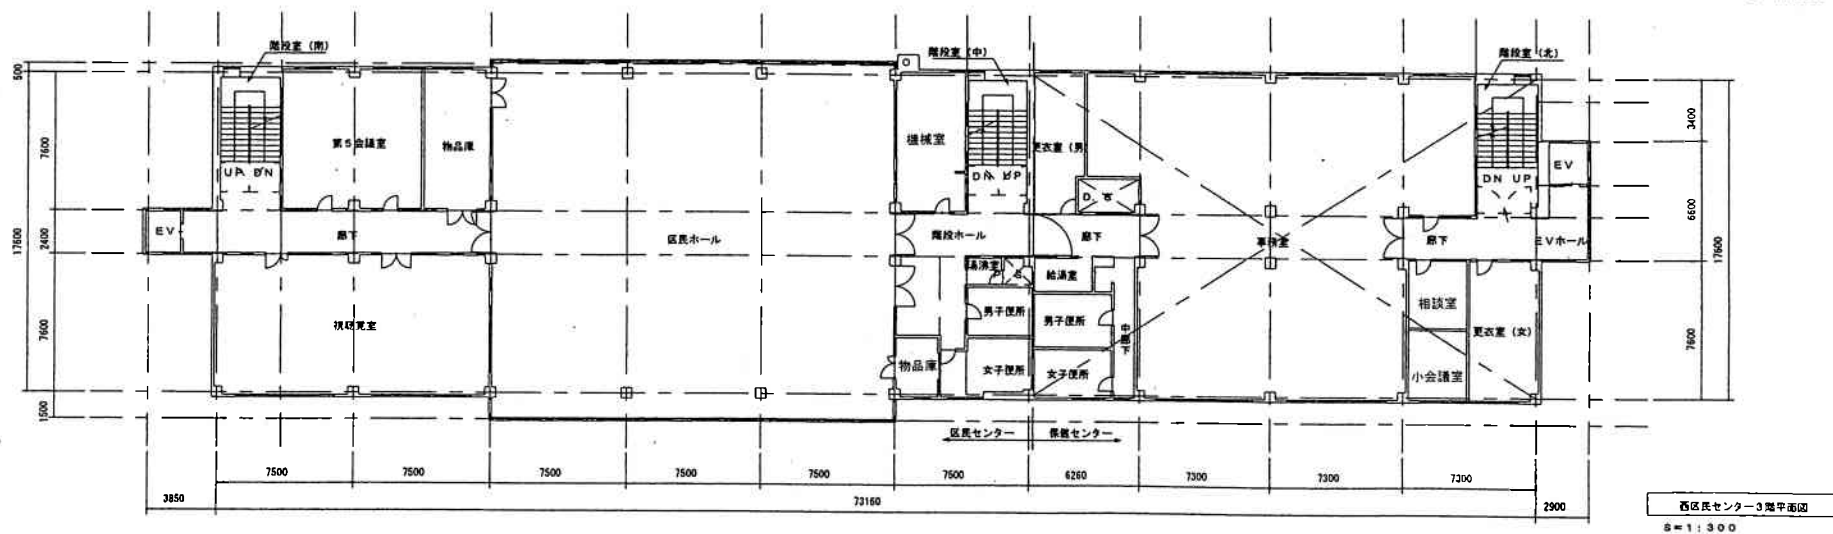 階段室（南）
階段室（中）
階段室（北）
500
7600
17600
2400
7600
1500
第５会議室
物品庫
機械室
更衣室（男）
UP DN
DN UP
DN UP
EV
D. S
EV
廊下
区民ホール
階段ホール
廊下
事務室
廊下
EVホール
湯沸室
P S
給湯室
視聴覚室
男子便所
男子便所
中廊下
相談室
更衣室（女）
物品庫
女子便所
女子便所
小会議室
3400
6600
17600
7600
区民センター
保健センター
7500
7500
7500
7500
7500
7500
6260
7300
7300
7300
3850
73160
2900
西区民センター３階平面図
S=1:300